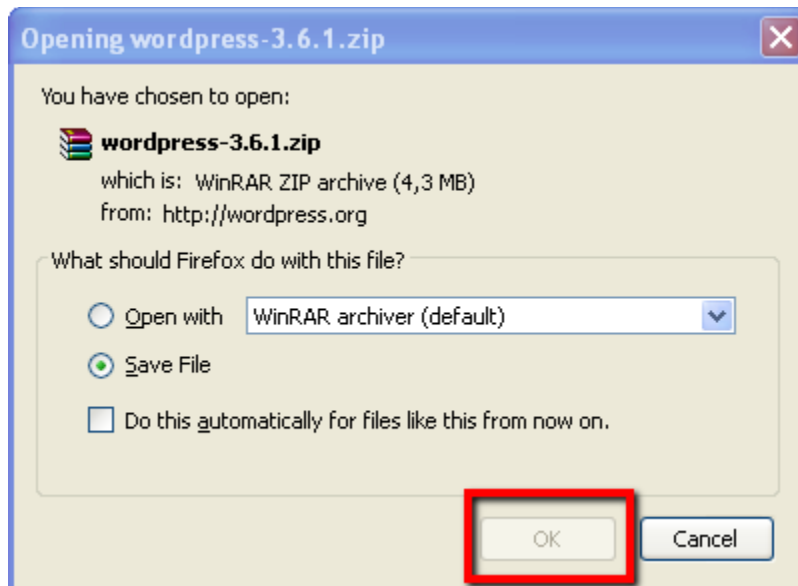 Opening wordpress-3.6.1.zip
You have chosen to open:
wordpress-3.6.1.zip
which is: WinRAR ZIP archive (4,3 MB)
from: http://wordpress.org
What should Firefox do with this file?
Open with WinRAR archiver (default)
Save File
Do this automatically for files like this from now on.
OK Cancel